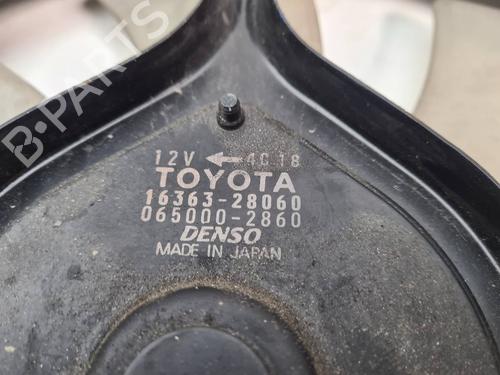 B-PARTS
12V ← 4C 18
TOYOTA
16363-28060
065000-2860
DENSO
MADE IN JAPAN